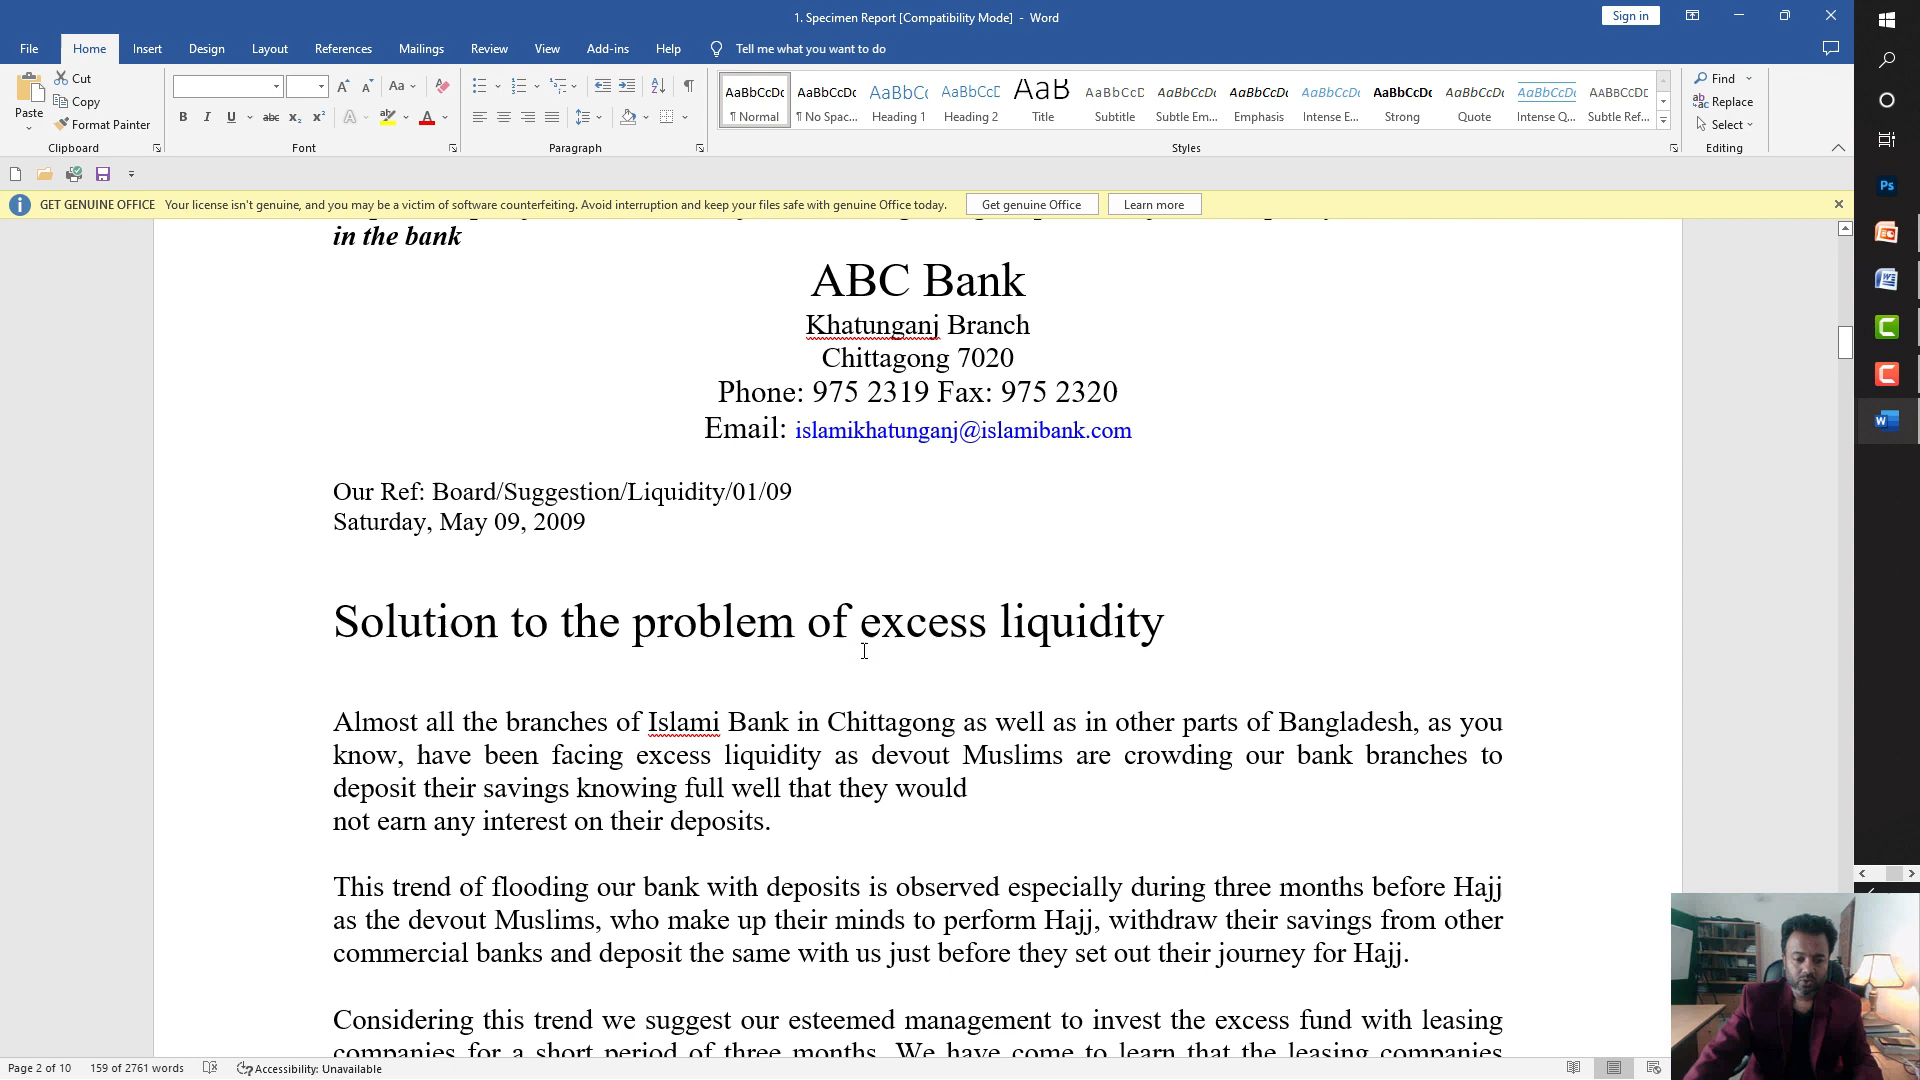 1. Specimen Report [Compatibility Mode] - Word
Sign in
File Home Insert Design Layout References Mailings Review View Add-ins Help Tell me what you want to do
Paste
Cut
Copy
Format Painter
Clipboard
Font
Paragraph
¶ Normal
¶ No Spac...
Heading 1
Heading 2
Title
Subtitle
Subtle Em...
Emphasis
Intense E...
Strong
Quote
Intense Q...
Subtle Ref...
Styles
Find
Replace
Select
Editing
GET GENUINE OFFICE Your license isn't genuine, and you may be a victim of software counterfeiting. Avoid interruption and keep your files safe with genuine Office today. Get genuine Office Learn more
in the bank
ABC Bank
Khatunganj Branch
Chittagong 7020
Phone: 975 2319 Fax: 975 2320
Email: islamikhatunganj@islamibank.com
Our Ref: Board/Suggestion/Liquidity/01/09
Saturday, May 09, 2009
Solution to the problem of excess liquidity
Almost all the branches of Islami Bank in Chittagong as well as in other parts of Bangladesh, as you
know, have been facing excess liquidity as devout Muslims are crowding our bank branches to
deposit their savings knowing full well that they would
not earn any interest on their deposits.
This trend of flooding our bank with deposits is observed especially during three months before Hajj
as the devout Muslims, who make up their minds to perform Hajj, withdraw their savings from other
commercial banks and deposit the same with us just before they set out their journey for Hajj.
Considering this trend we suggest our esteemed management to invest the excess fund with leasing
companies for a short period of three months. We have come to learn that the leasing companies
Page 2 of 10 159 of 2761 words Accessibility: Unavailable